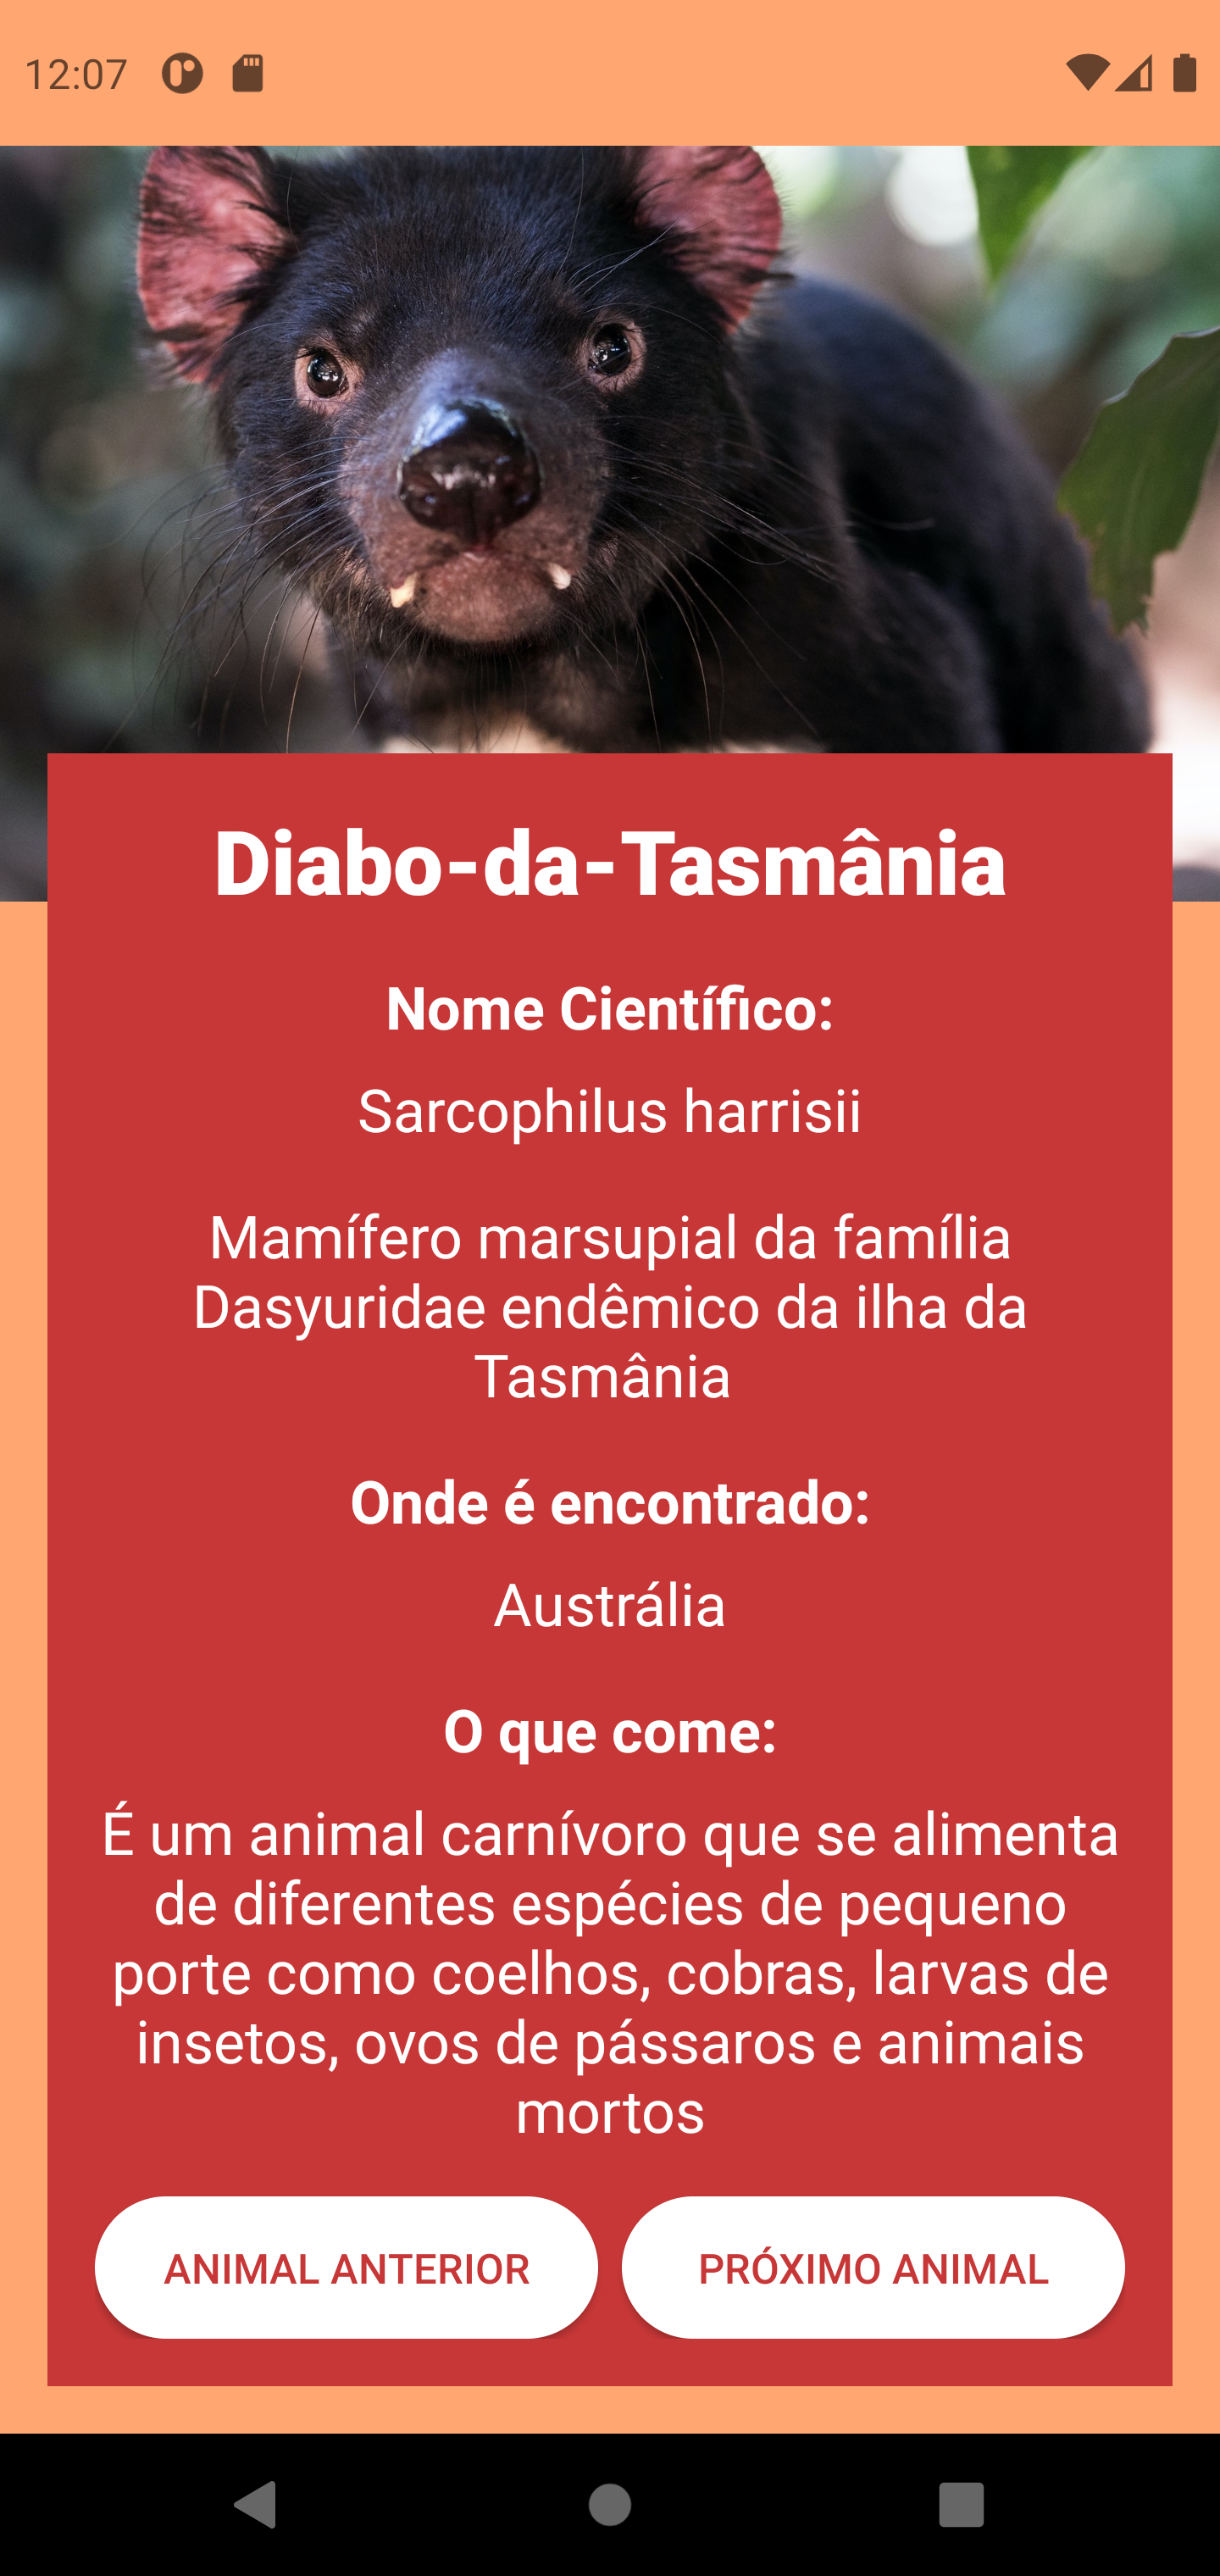 12:07
Diabo-da-Tasmânia
Nome Científico:
Sarcophilus harrisii
Mamífero marsupial da família
Dasyuridae endêmico da ilha da
Tasmânia
Onde é encontrado:
Austrália
O que come:
É um animal carnívoro que se alimenta
de diferentes espécies de pequeno
porte como coelhos, cobras, larvas de
insetos, ovos de pássaros e animais
mortos
ANIMAL ANTERIOR
PRÓXIMO ANIMAL